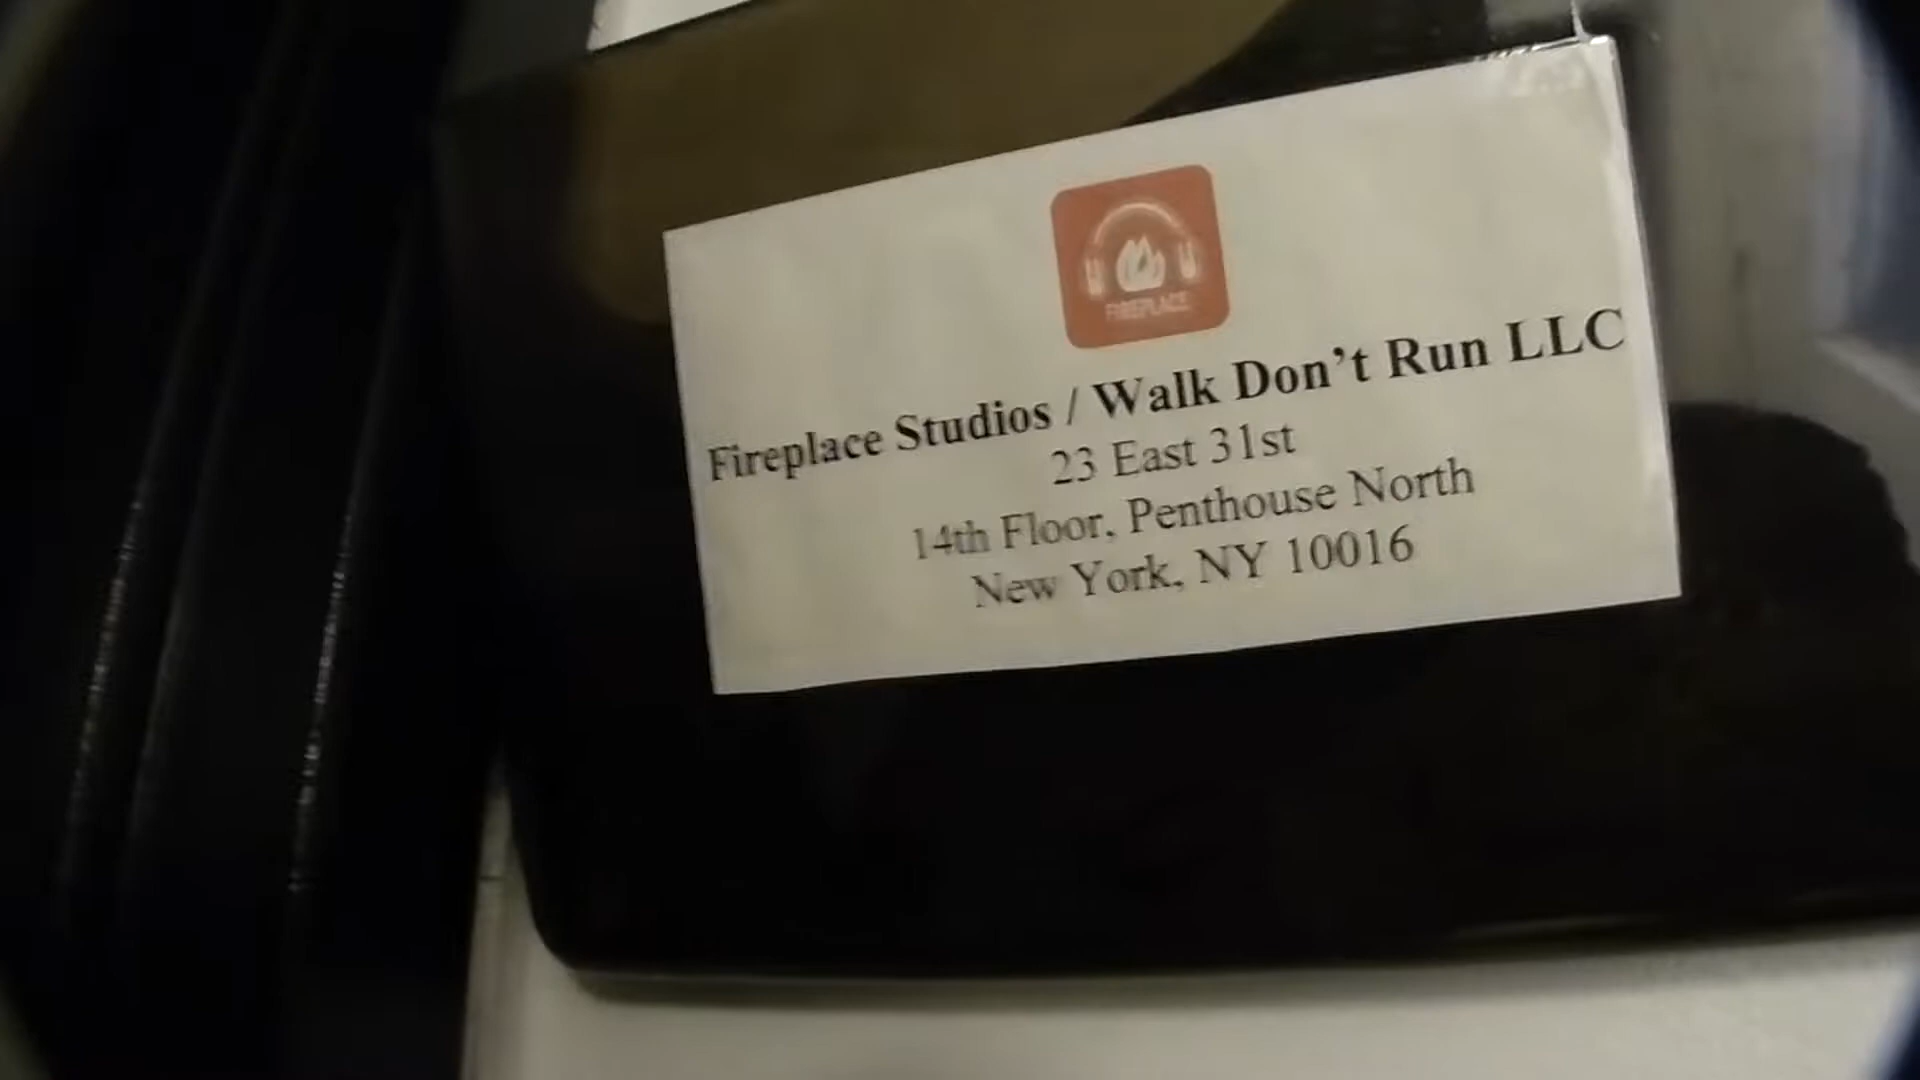 FIREPLACE
Fireplace Studios / Walk Don’t Run LLC
23 East 31st
14th Floor, Penthouse North
New York, NY 10016